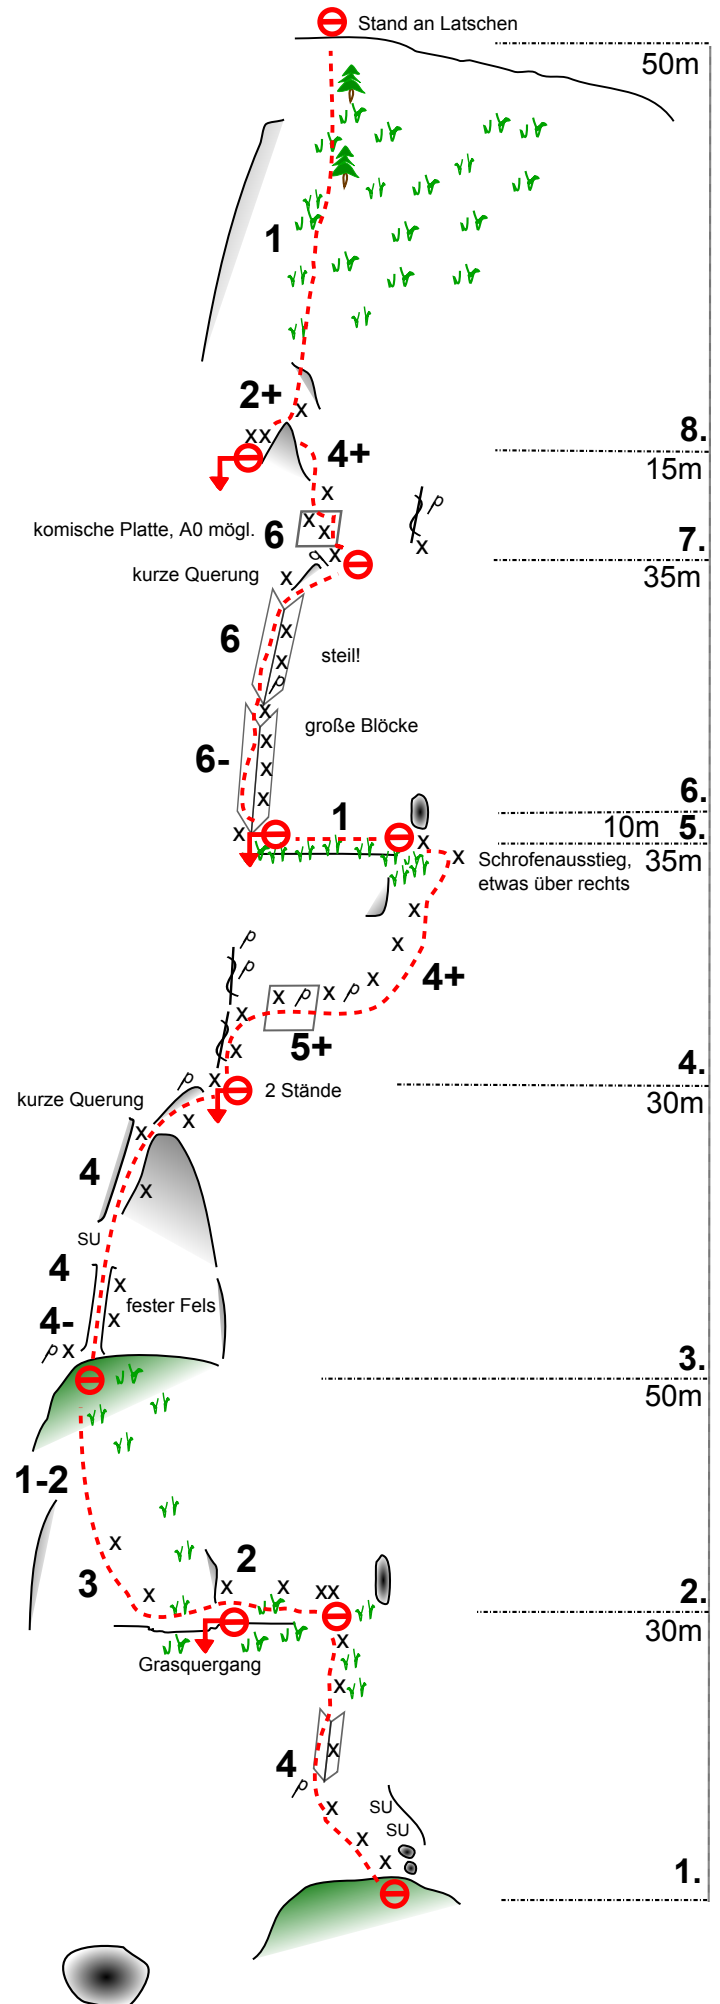 Stand an Latschen
50m
1
2+
8.
4+
15m
komische Platte, A0 mögl.
6
7.
kurze Querung
35m
6
steil!
große Blöcke
6-
6.
1
10m
5.
Schrofenausstieg,
etwas über rechts
35m
4+
5+
4.
2 Stände
30m
kurze Querung
4
SU
4
fester Fels
4-
3.
50m
1-2
2
3
2.
30m
Grasquergang
4
SU
SU
1.